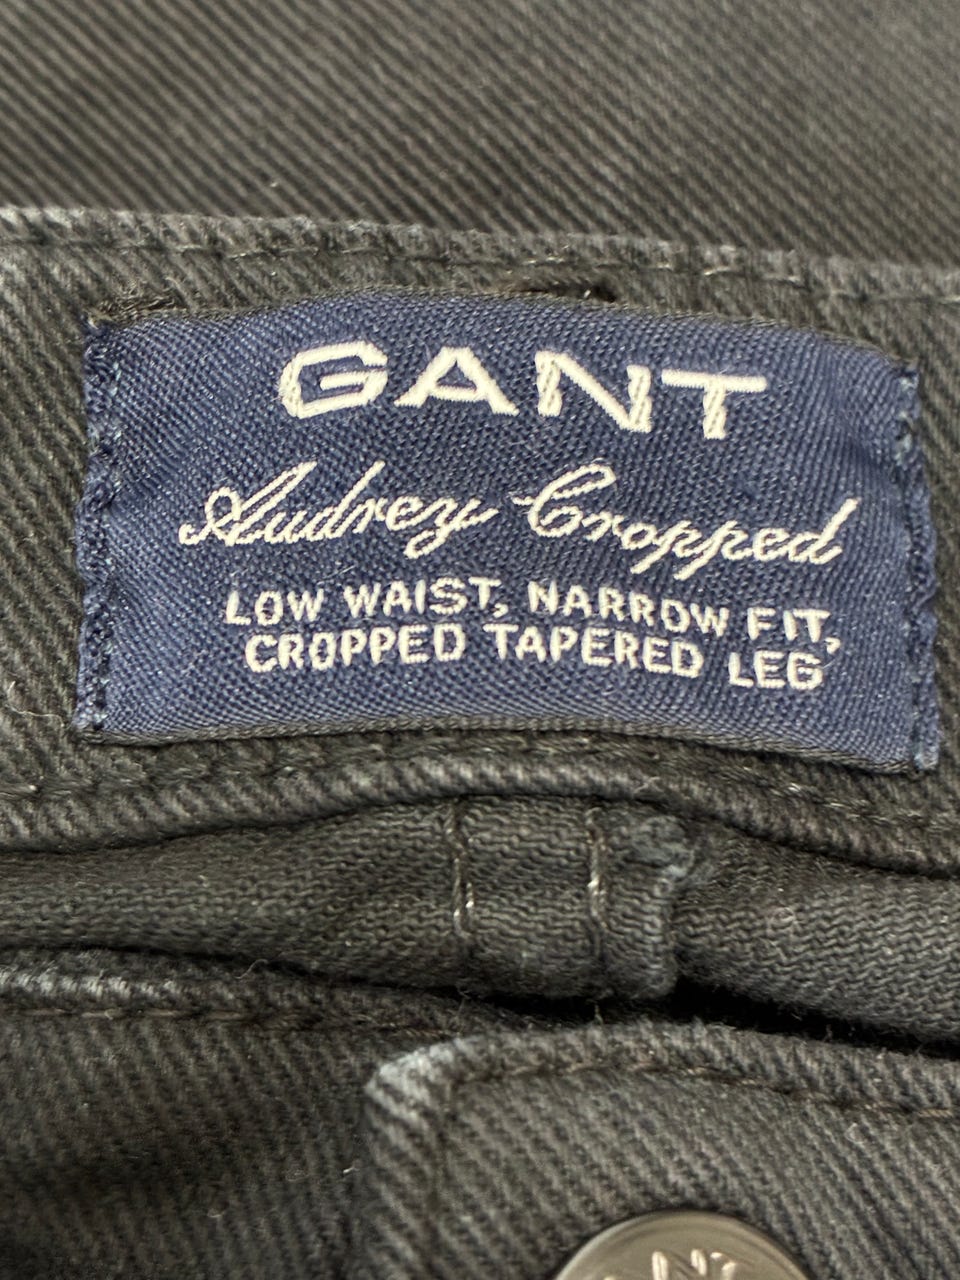 GANT
Audrey Cropped
LOW WAIST, NARROW FIT,
CROPPED TAPERED LEG